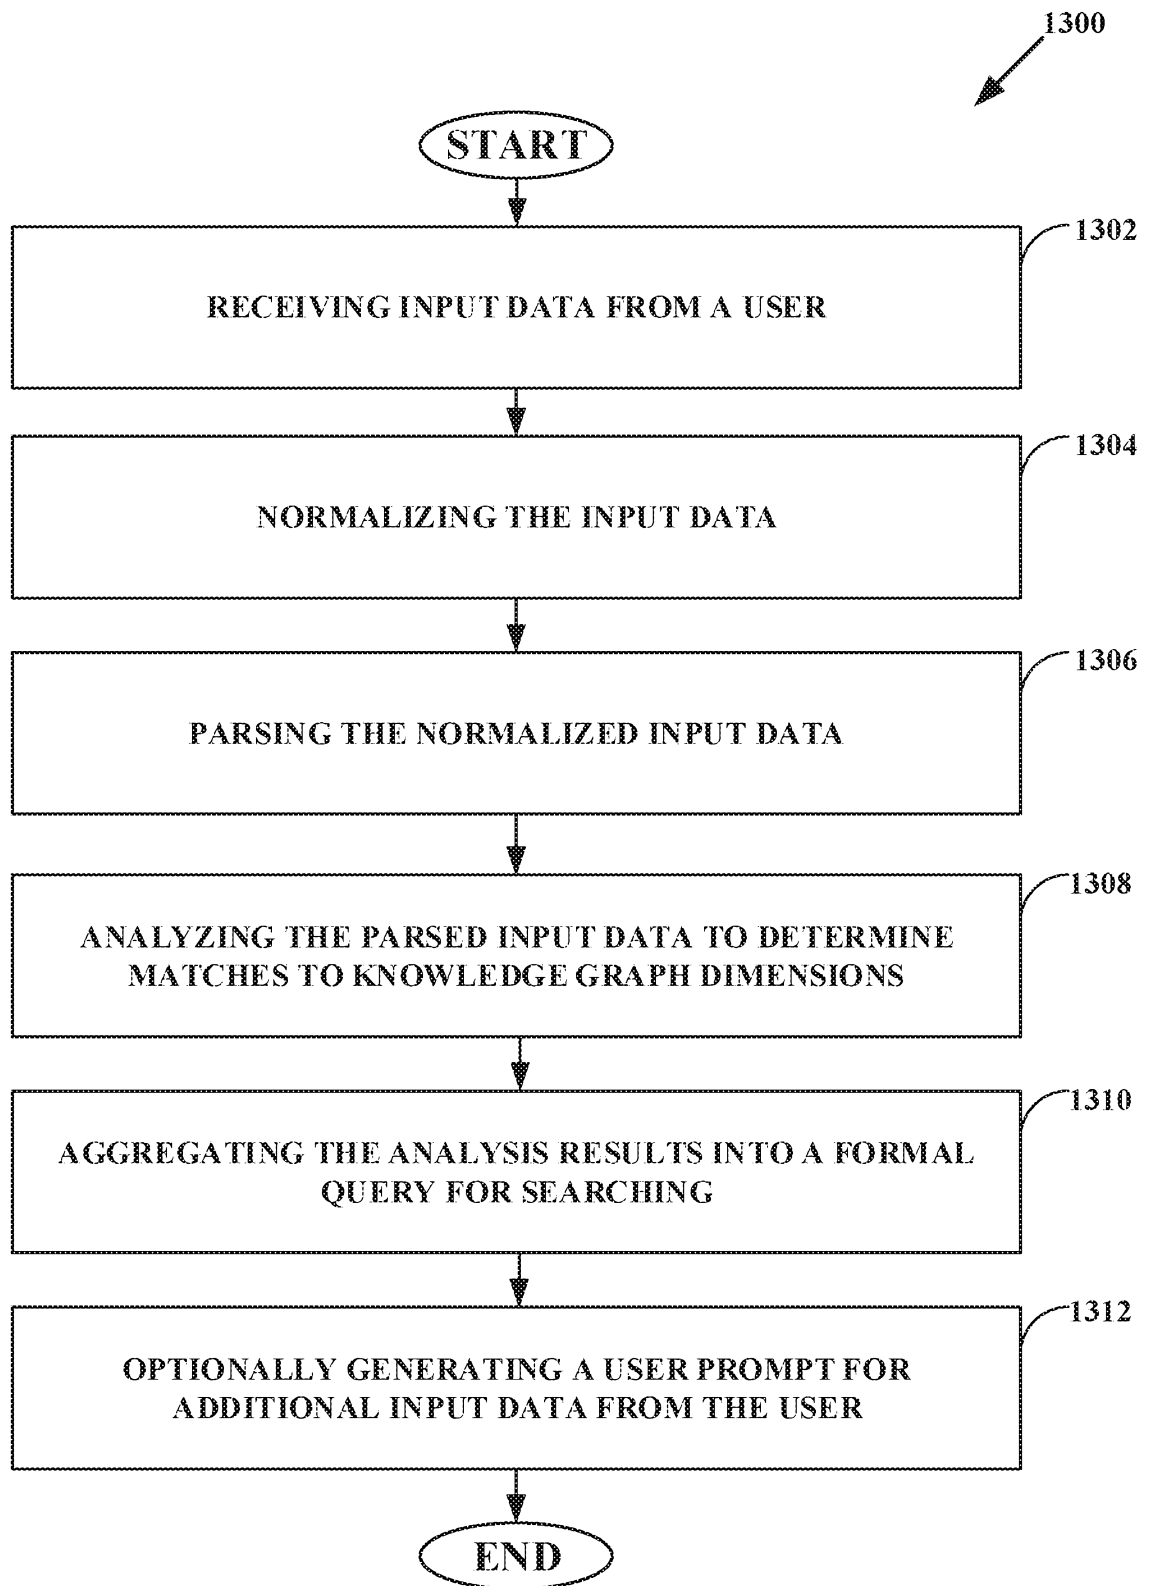 1300
START
1302
RECEIVING INPUT DATA FROM A USER
1304
NORMALIZING THE INPUT DATA
1306
PARSING THE NORMALIZED INPUT DATA
1308
ANALYZING THE PARSED INPUT DATA TO DETERMINE
MATCHES TO KNOWLEDGE GRAPH DIMENSIONS
1310
AGGREGATING THE ANALYSIS RESULTS INTO A FORMAL
QUERY FOR SEARCHING
1312
OPTIONALLY GENERATING A USER PROMPT FOR
ADDITIONAL INPUT DATA FROM THE USER
END